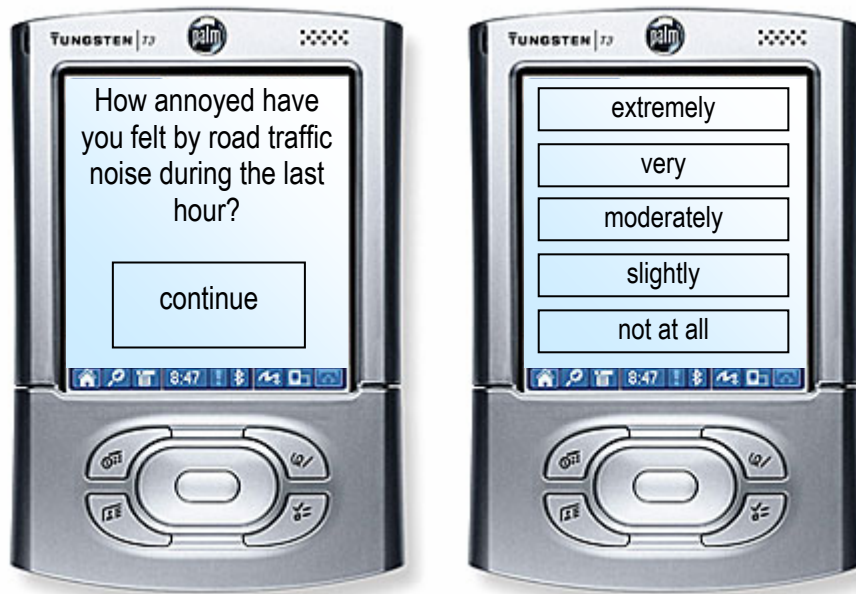 TUNGSTEN | T3 palm
How annoyed have
you felt by road traffic
noise during the last
hour?
continue
8:47
TUNGSTEN | T3 palm
extremely
very
moderately
slightly
not at all
8:47